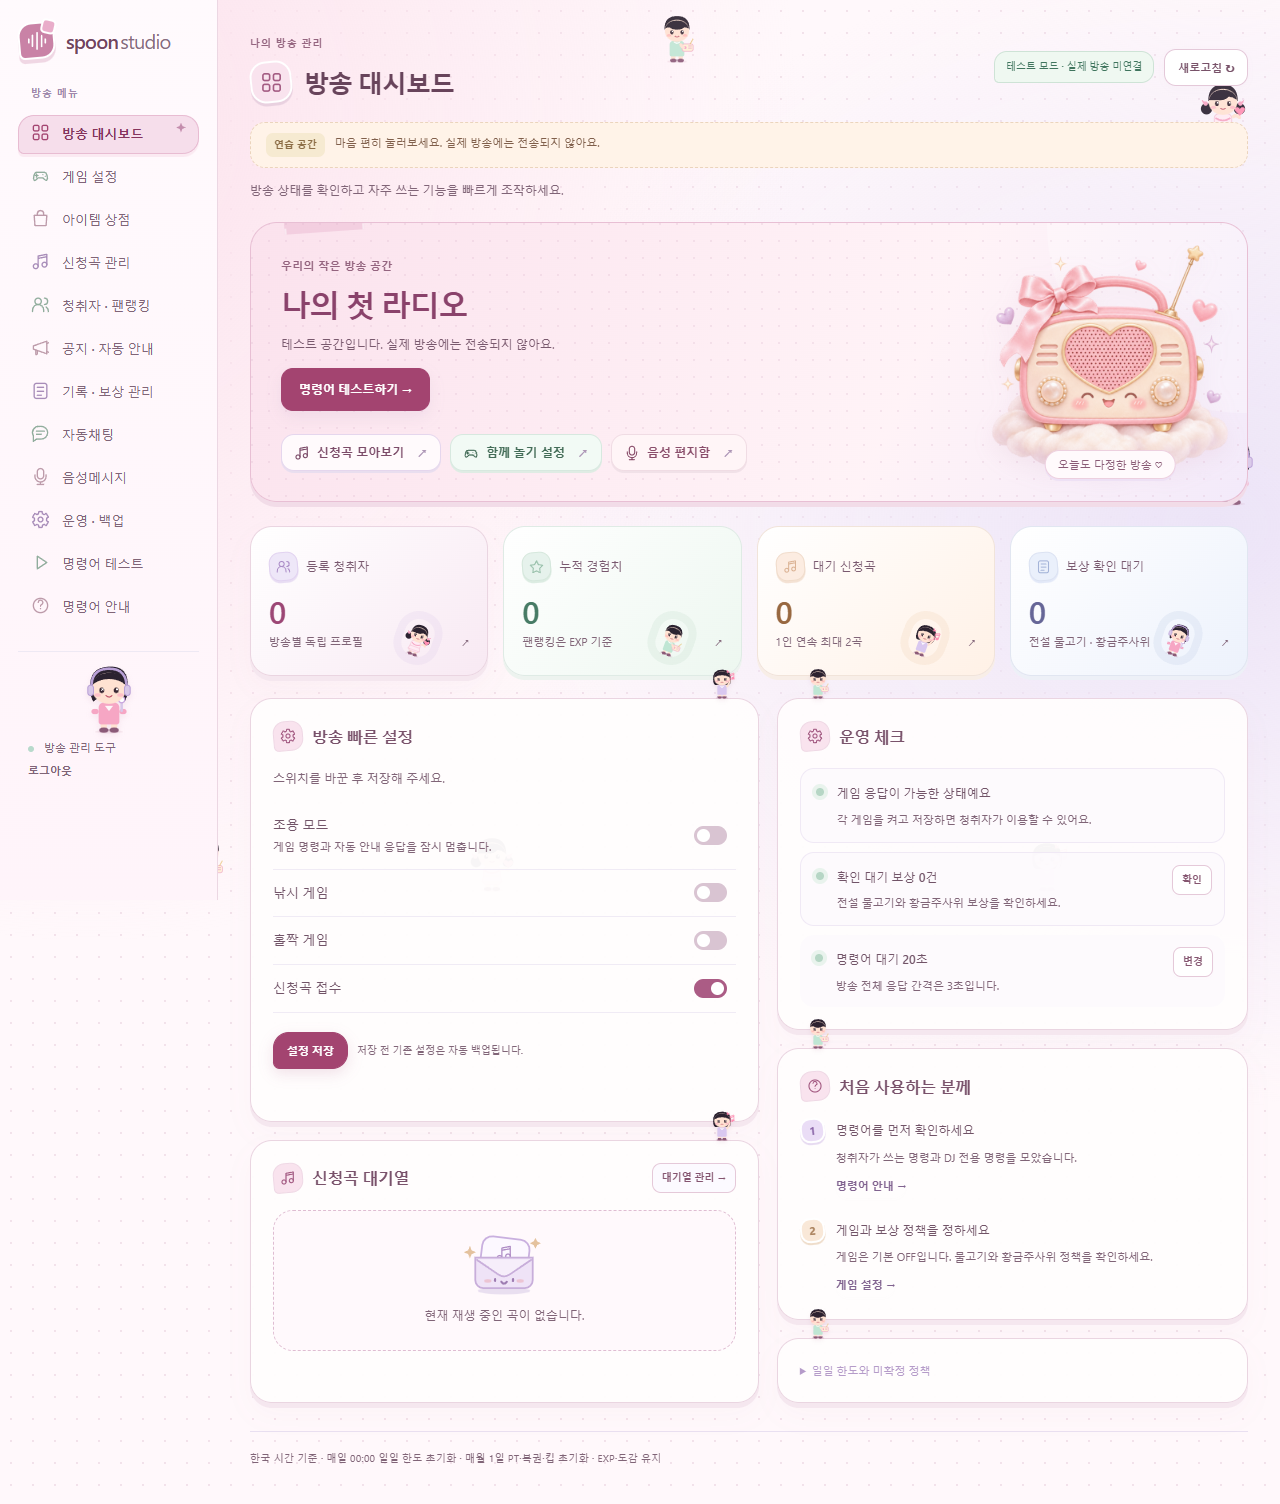 spoon studio
방송 메뉴
방송 대시보드
게임 설정
아이템 상점
신청곡 관리
청취자 · 팬랭킹
공지 · 자동 안내
기록 · 보상 관리
자동채팅
음성메시지
운영 · 백업
명령어 테스트
명령어 안내
방송 관리 도구
로그아웃
나의 방송 관리
방송 대시보드
테스트 모드 · 실제 방송 미연결
새로고침 ↻
연습 공간
마음 편히 눌러보세요. 실제 방송에는 전송되지 않아요.
방송 상태를 확인하고 자주 쓰는 기능을 빠르게 조작하세요.
우리의 작은 방송 공간
나의 첫 라디오
테스트 공간입니다. 실제 방송에는 전송되지 않아요.
명령어 테스트하기 →
신청곡 모아보기 ↗
함께 놀기 설정 ↗
음성 편지함 ↗
오늘도 다정한 방송 ♡
등록 청취자
0
방송별 독립 프로필 ↗
누적 경험치
0
팬랭킹은 EXP 기준 ↗
대기 신청곡
0
1인 연속 최대 2곡 ↗
보상 확인 대기
0
전설 물고기 · 황금주사위 ↗
방송 빠른 설정
스위치를 바꾼 후 저장해 주세요.
조용 모드
게임 명령과 자동 안내 응답을 잠시 멈춥니다.
낚시 게임
홀짝 게임
신청곡 접수
설정 저장
저장 전 기존 설정은 자동 백업됩니다.
신청곡 대기열
대기열 관리 →
현재 재생 중인 곡이 없습니다.
운영 체크
게임 응답이 가능한 상태예요
각 게임을 켜고 저장하면 청취자가 이용할 수 있어요.
확인 대기 보상 0건
전설 물고기와 황금주사위 보상을 확인하세요.
확인
명령어 대기 20초
방송 전체 응답 간격은 3초입니다.
변경
처음 사용하는 분께
1
명령어를 먼저 확인하세요
청취자가 쓰는 명령과 DJ 전용 명령을 모았습니다.
명령어 안내 →
2
게임과 보상 정책을 정하세요
게임은 기본 OFF입니다. 물고기와 황금주사위 정책을 확인하세요.
게임 설정 →
▶ 일일 한도와 미확정 정책
한국 시간 기준 · 매일 00:00 일일 한도 초기화 · 매월 1일 PT·복권·킵 초기화 · EXP·도감 유지